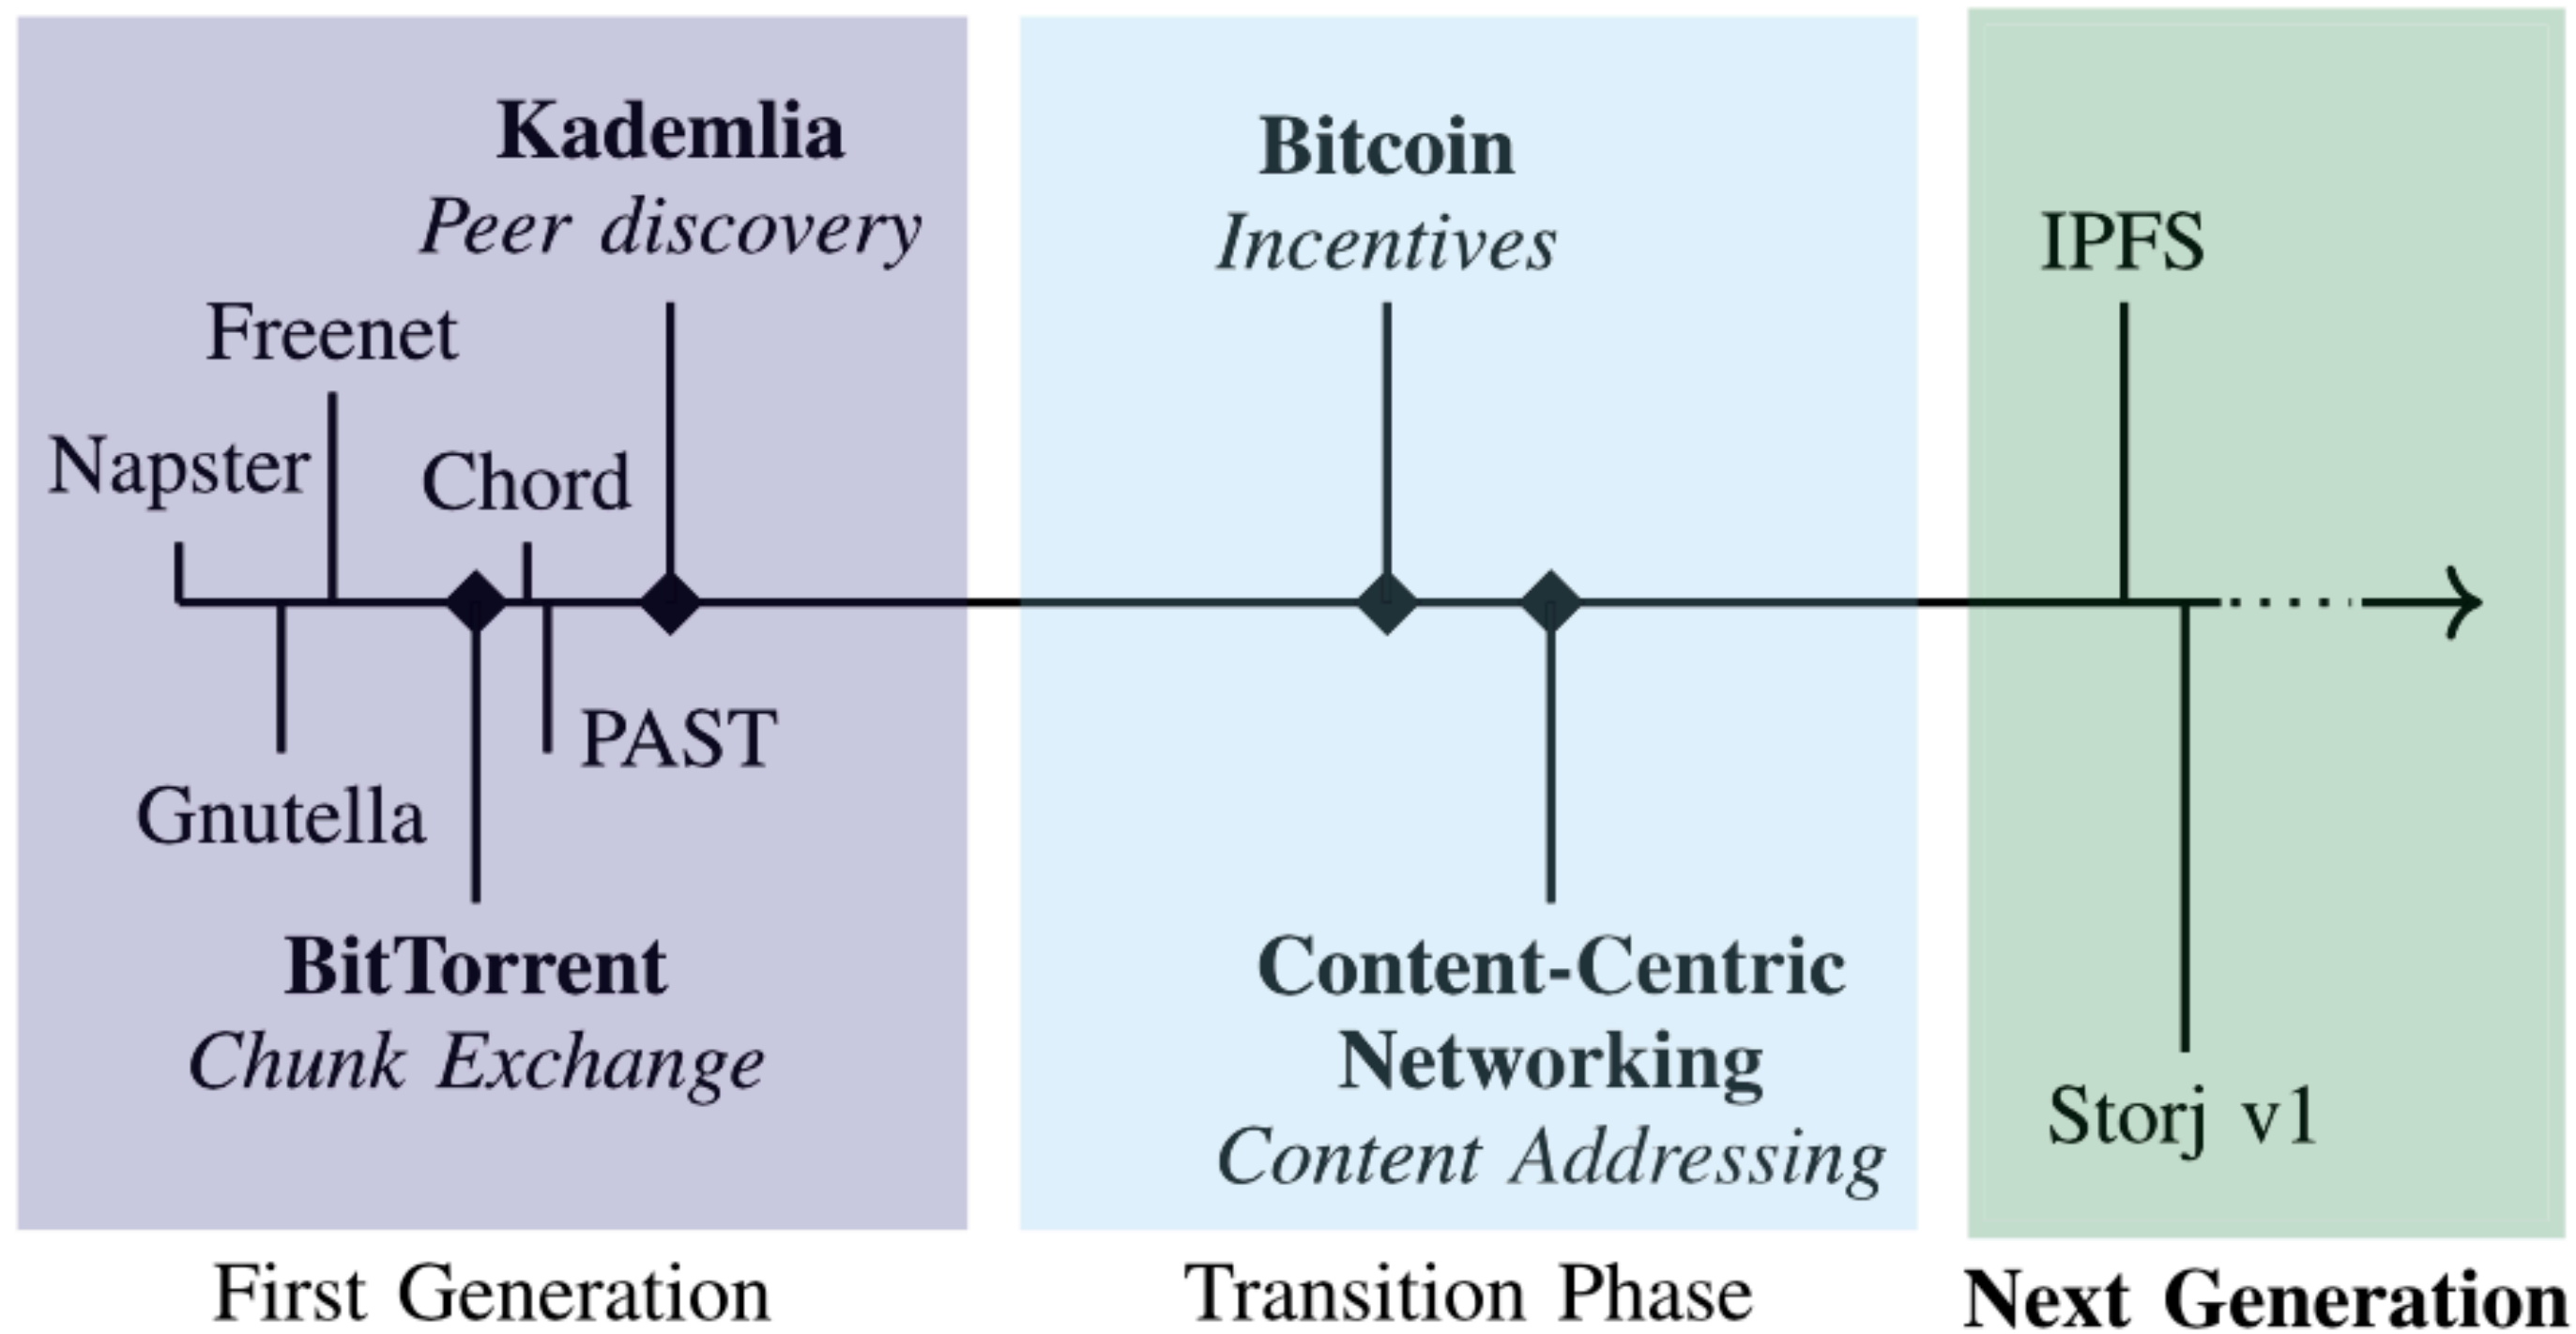 Kademlia
Peer discovery
Freenet
Napster
Chord
PAST
Gnutella
BitTorrent
Chunk Exchange
First Generation
Bitcoin
Incentives
Content-Centric
Networking
Content Addressing
Transition Phase
IPFS
Storj v1
Next Generation